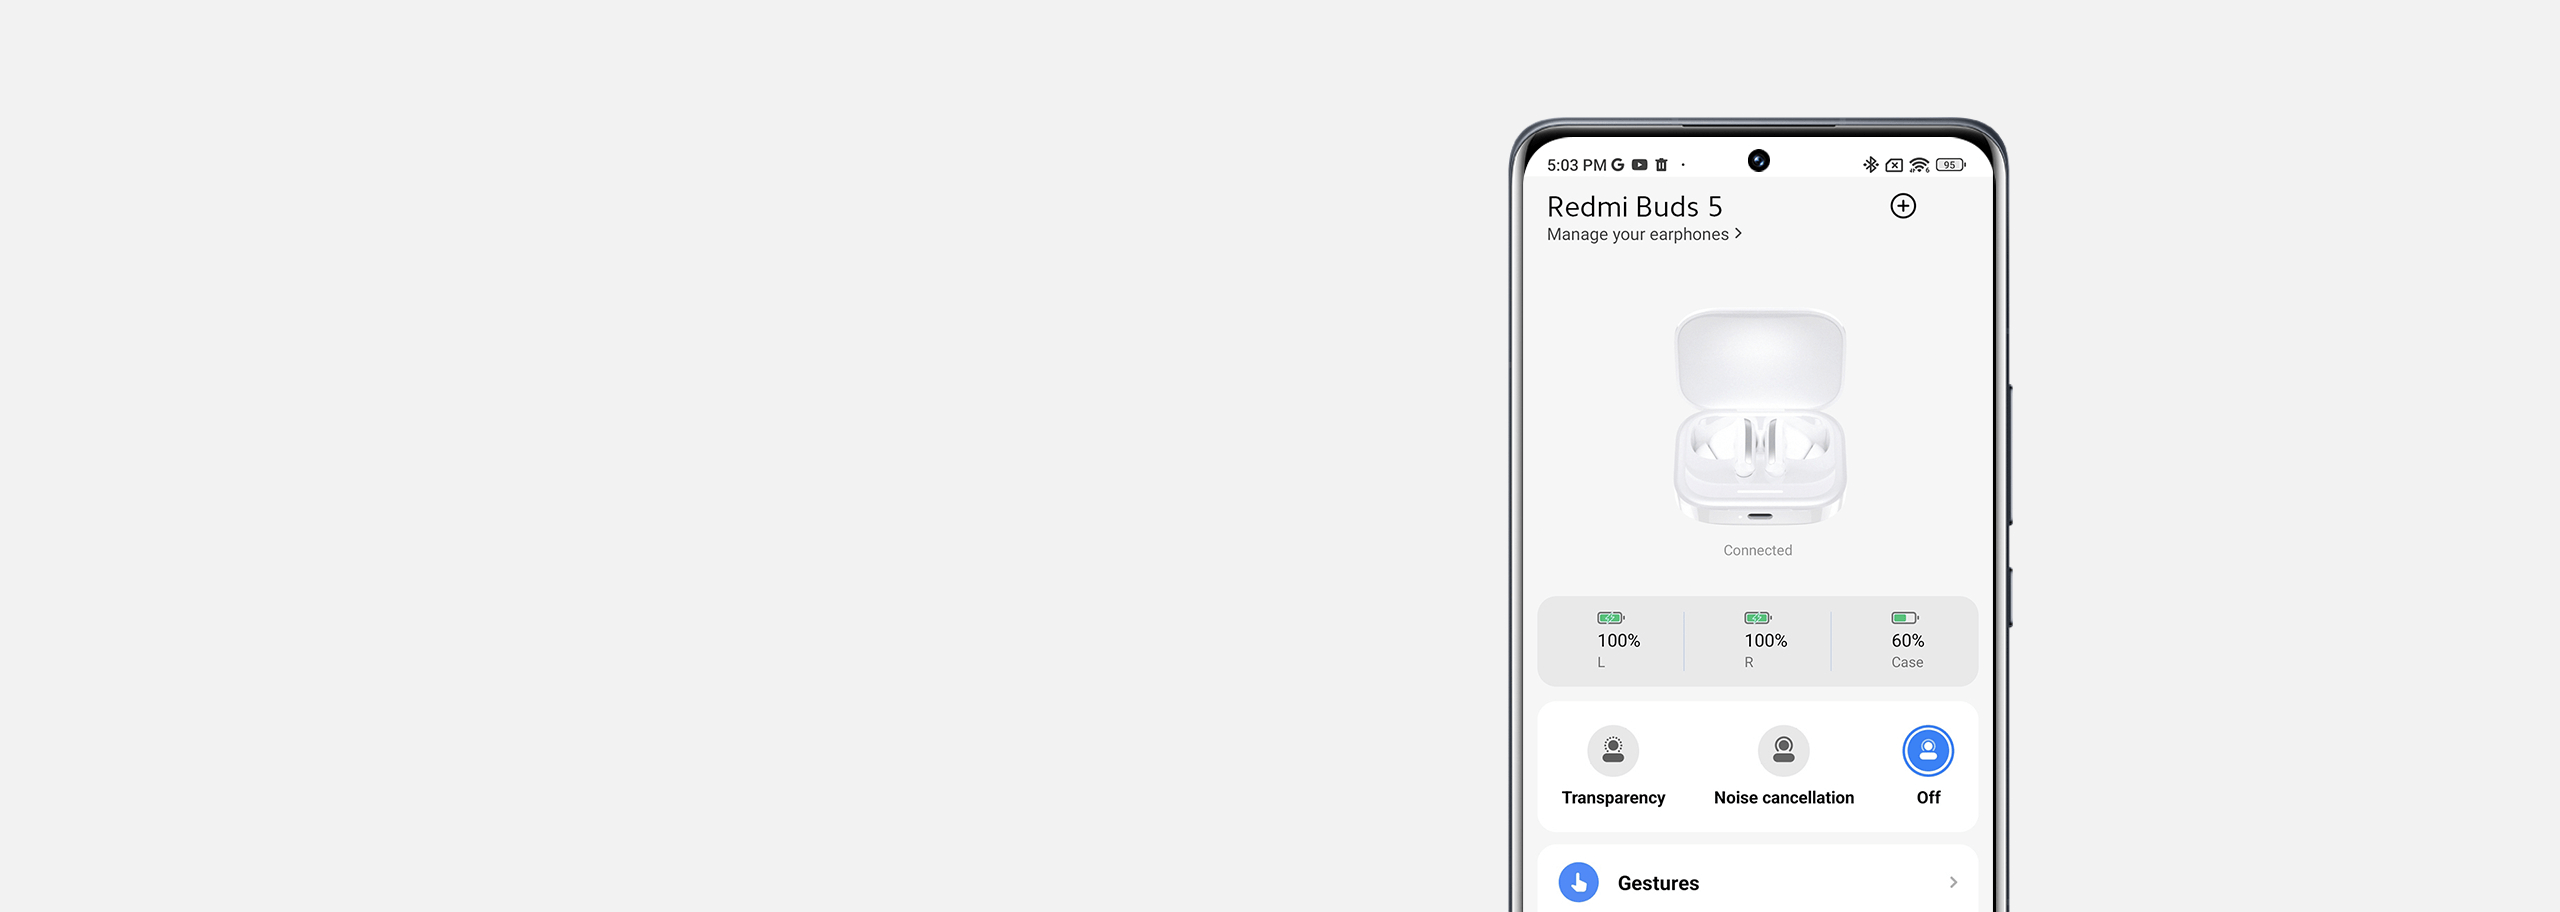 5:03 PM G
95
Redmi Buds 5
Manage your earphones >
Connected
100% 100% 60%
L R Case
Transparency Noise cancellation Off
Gestures >